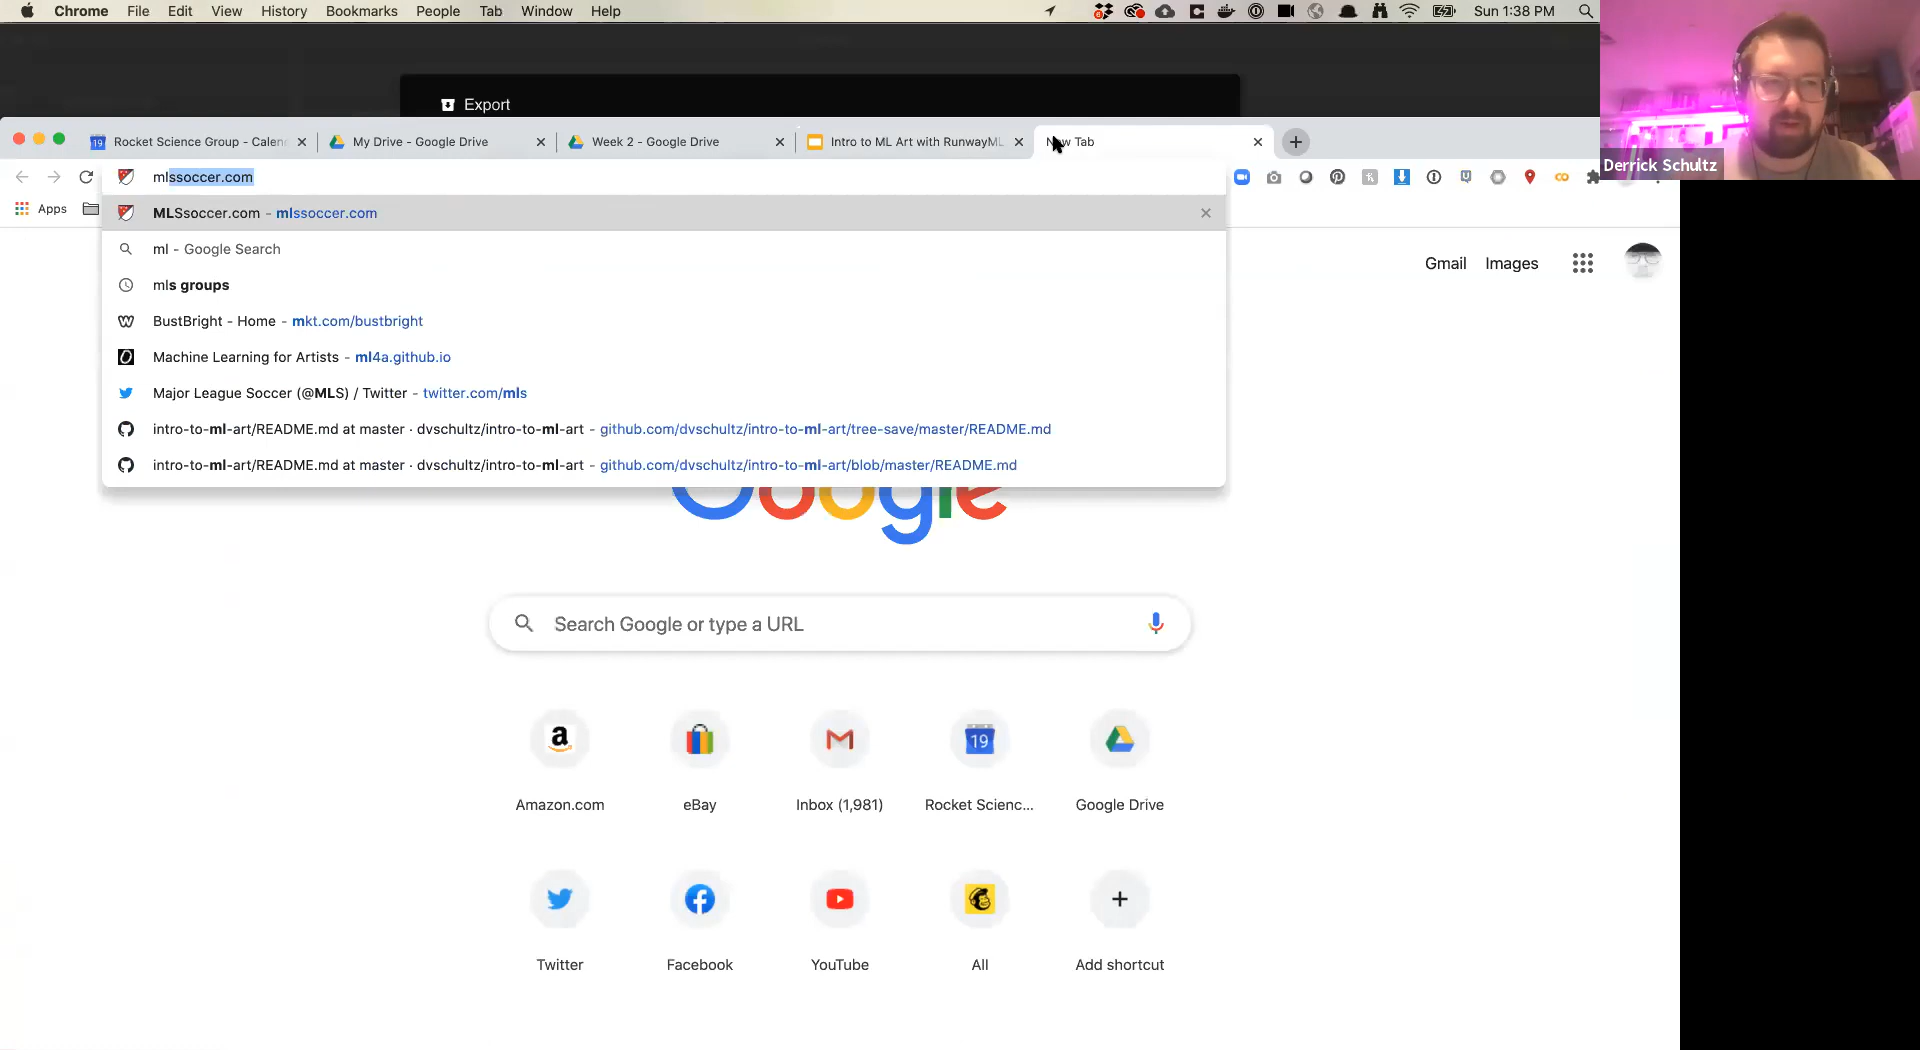 Chrome File Edit View History Bookmarks People Tab Window Help
Sun 1:38 PM
Export
Rocket Science Group - Calen
My Drive - Google Drive
Week 2 - Google Drive
Intro to ML Art with RunwayML
New Tab
mlssoccer.com
Derrick Schultz
Apps
MLSsoccer.com - mlssoccer.com
ml - Google Search
mls groups
BustBright - Home - mkt.com/bustbright
Machine Learning for Artists - ml4a.github.io
Major League Soccer (@MLS) / Twitter - twitter.com/mls
intro-to-ml-art/README.md at master · dvschultz/intro-to-ml-art - github.com/dvschultz/intro-to-ml-art/tree-save/master/README.md
intro-to-ml-art/README.md at master · dvschultz/intro-to-ml-art - github.com/dvschultz/intro-to-ml-art/blob/master/README.md
Gmail Images
Google
Search Google or type a URL
19
Amazon.com eBay Inbox (1,981) Rocket Scienc... Google Drive
Twitter Facebook YouTube All Add shortcut